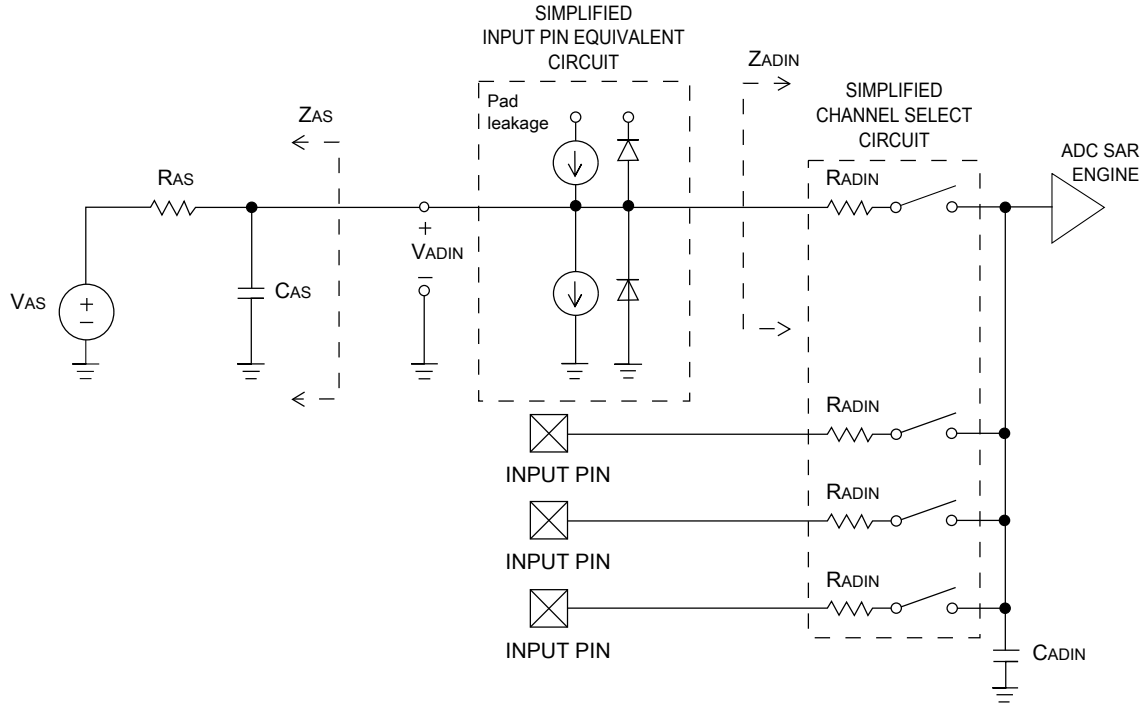 SIMPLIFIED
INPUT PIN EQUIVALENT
CIRCUIT
Pad
leakage
ZAS
ZADIN
SIMPLIFIED
CHANNEL SELECT
CIRCUIT
ADC SAR
ENGINE
RAS
RADIN
+
VADIN
−
CAS
VAS
+
−
RADIN
INPUT PIN
RADIN
INPUT PIN
RADIN
INPUT PIN
CADIN